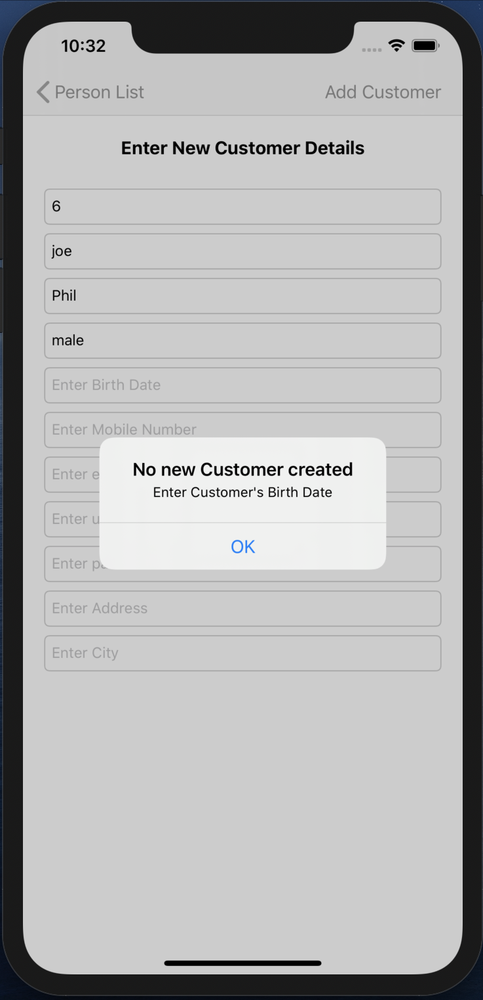 10:32
Person List
Add Customer
Enter New Customer Details
6
joe
Phil
male
Enter Birth Date
Enter Mobile Number
No new Customer created
Enter Customer's Birth Date
Enter
Enter
OK
Enter
Enter Address
Enter City